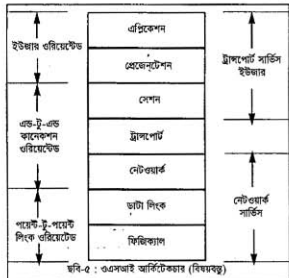 ইউজার ওরিয়েন্টেড
এন্ড-টু-এন্ড
কানেকশন
ওরিয়েন্টেড
পয়েন্ট-টু-পয়েন্ট
লিংক ওরিয়েটেড
এপ্লিকেশন
প্রেজেন্টেশন
সেশন
ট্রান্সপোর্ট
নেটওয়ার্ক
ডাটা লিংক
ফিজিক্যাল
ট্রান্সপোর্ট সার্ভিস
ইউজার
নেটওয়ার্ক
সার্ভিস
ছবি-৫ : ওএসআই আর্কিটেকচার (বিষয়বস্তু)